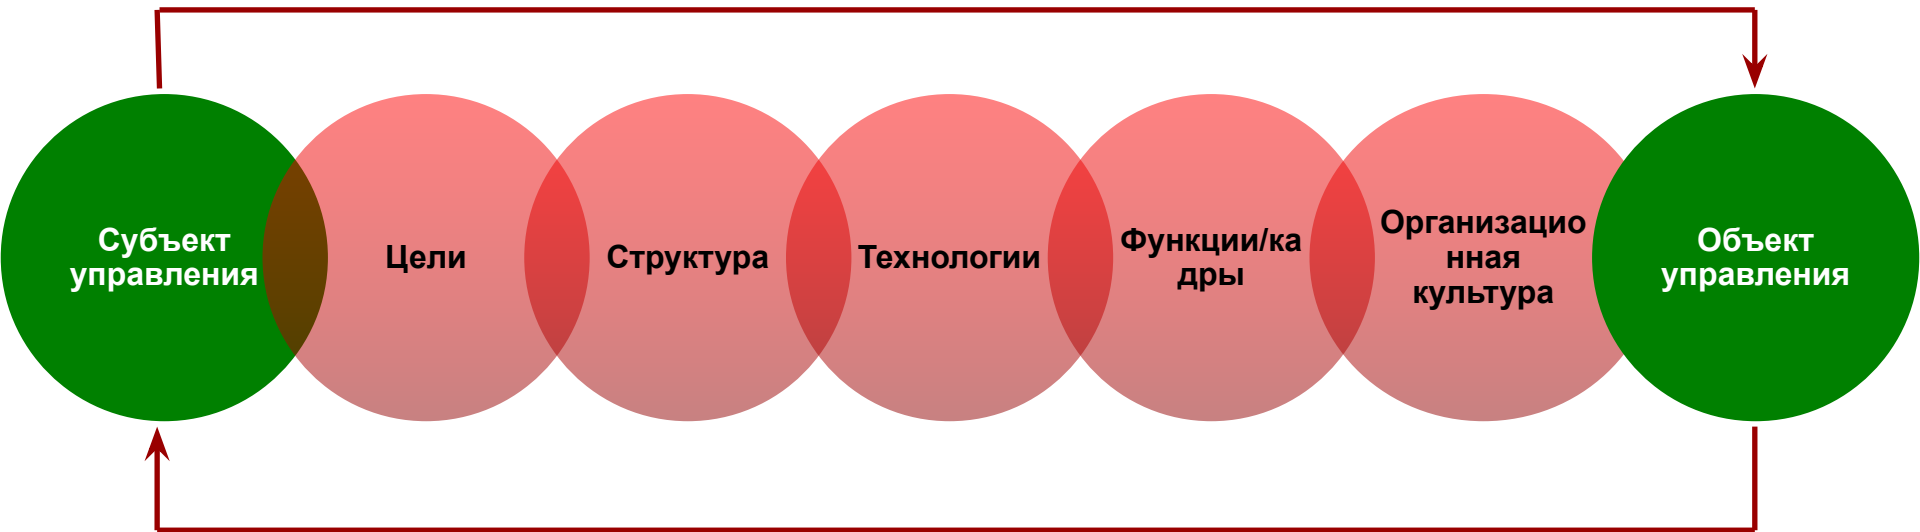 Субъект
управления
Цели
Структура
Технологии
Функции/ка
дры
Организацио
нная
культура
Объект
управления